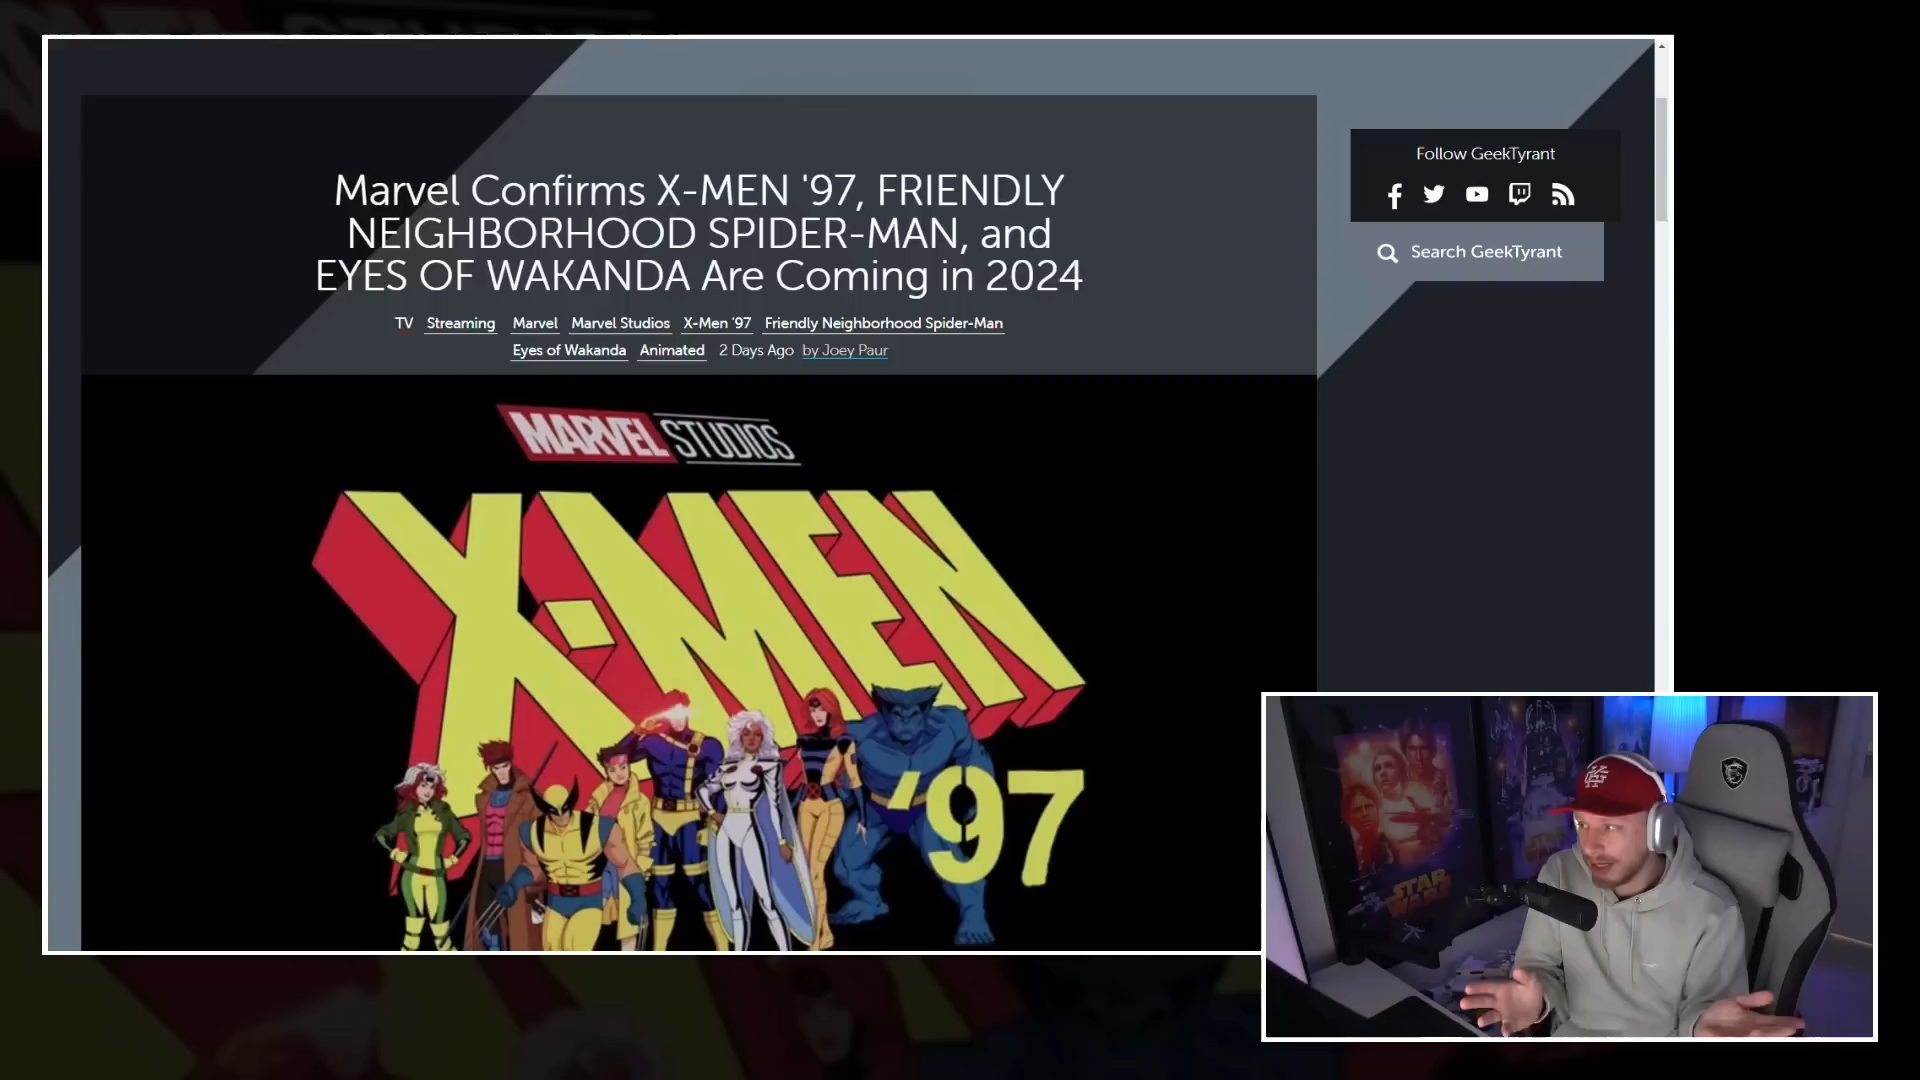 Marvel Confirms X-MEN '97, FRIENDLY
NEIGHBORHOOD SPIDER-MAN, and
EYES OF WAKANDA Are Coming in 2024
TV Streaming Marvel Marvel Studios X-Men '97 Friendly Neighborhood Spider-Man
Eyes of Wakanda Animated 2 Days Ago by Joey Paur
Follow GeekTyrant
Search GeekTyrant
MARVEL STUDIOS
X-MEN
'97
STAR
WARS